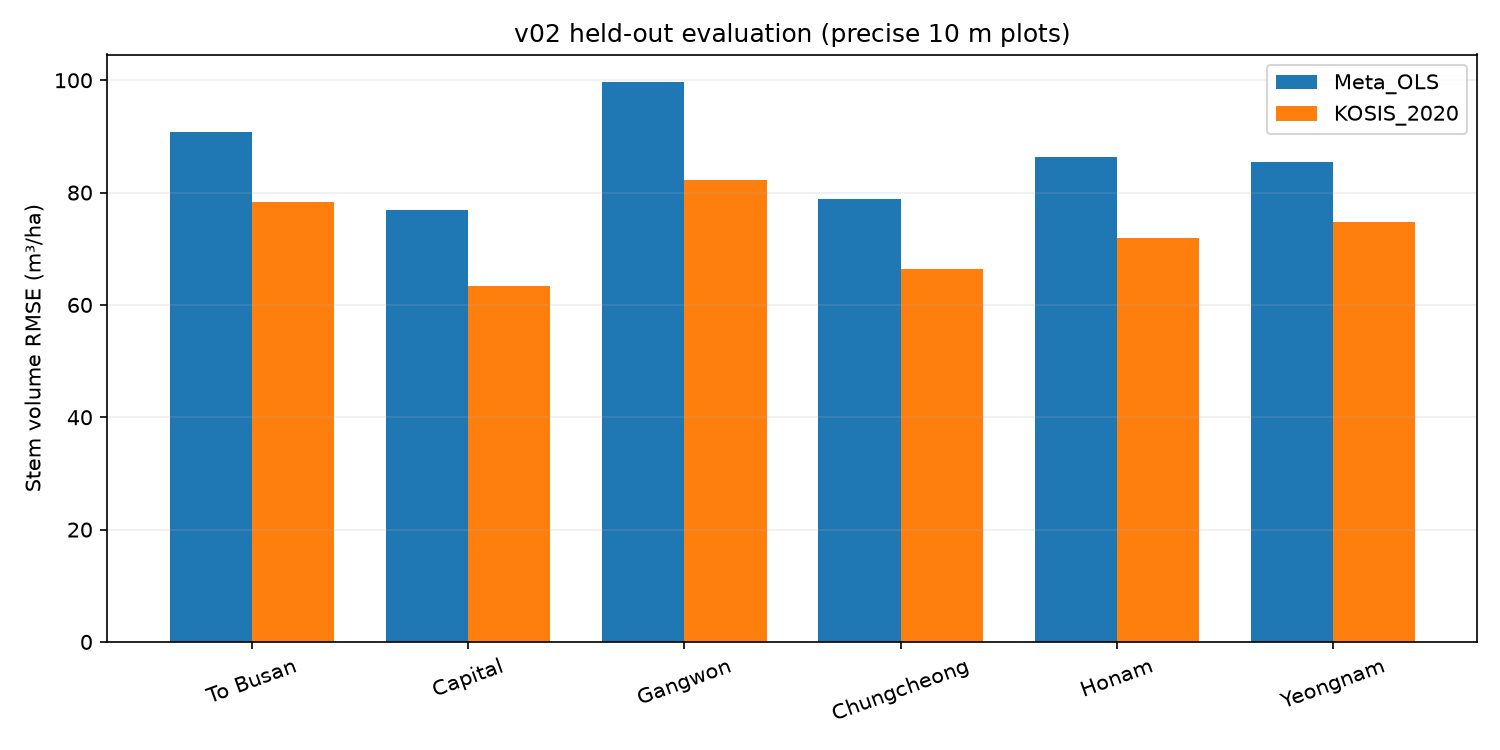 v02 held-out evaluation (precise 10 m plots)
Meta_OLS
KOSIS_2020
Stem volume RMSE (m³/ha)
100
80
60
40
20
0
To Busan
Capital
Gangwon
Chungcheong
Honam
Yeongnam